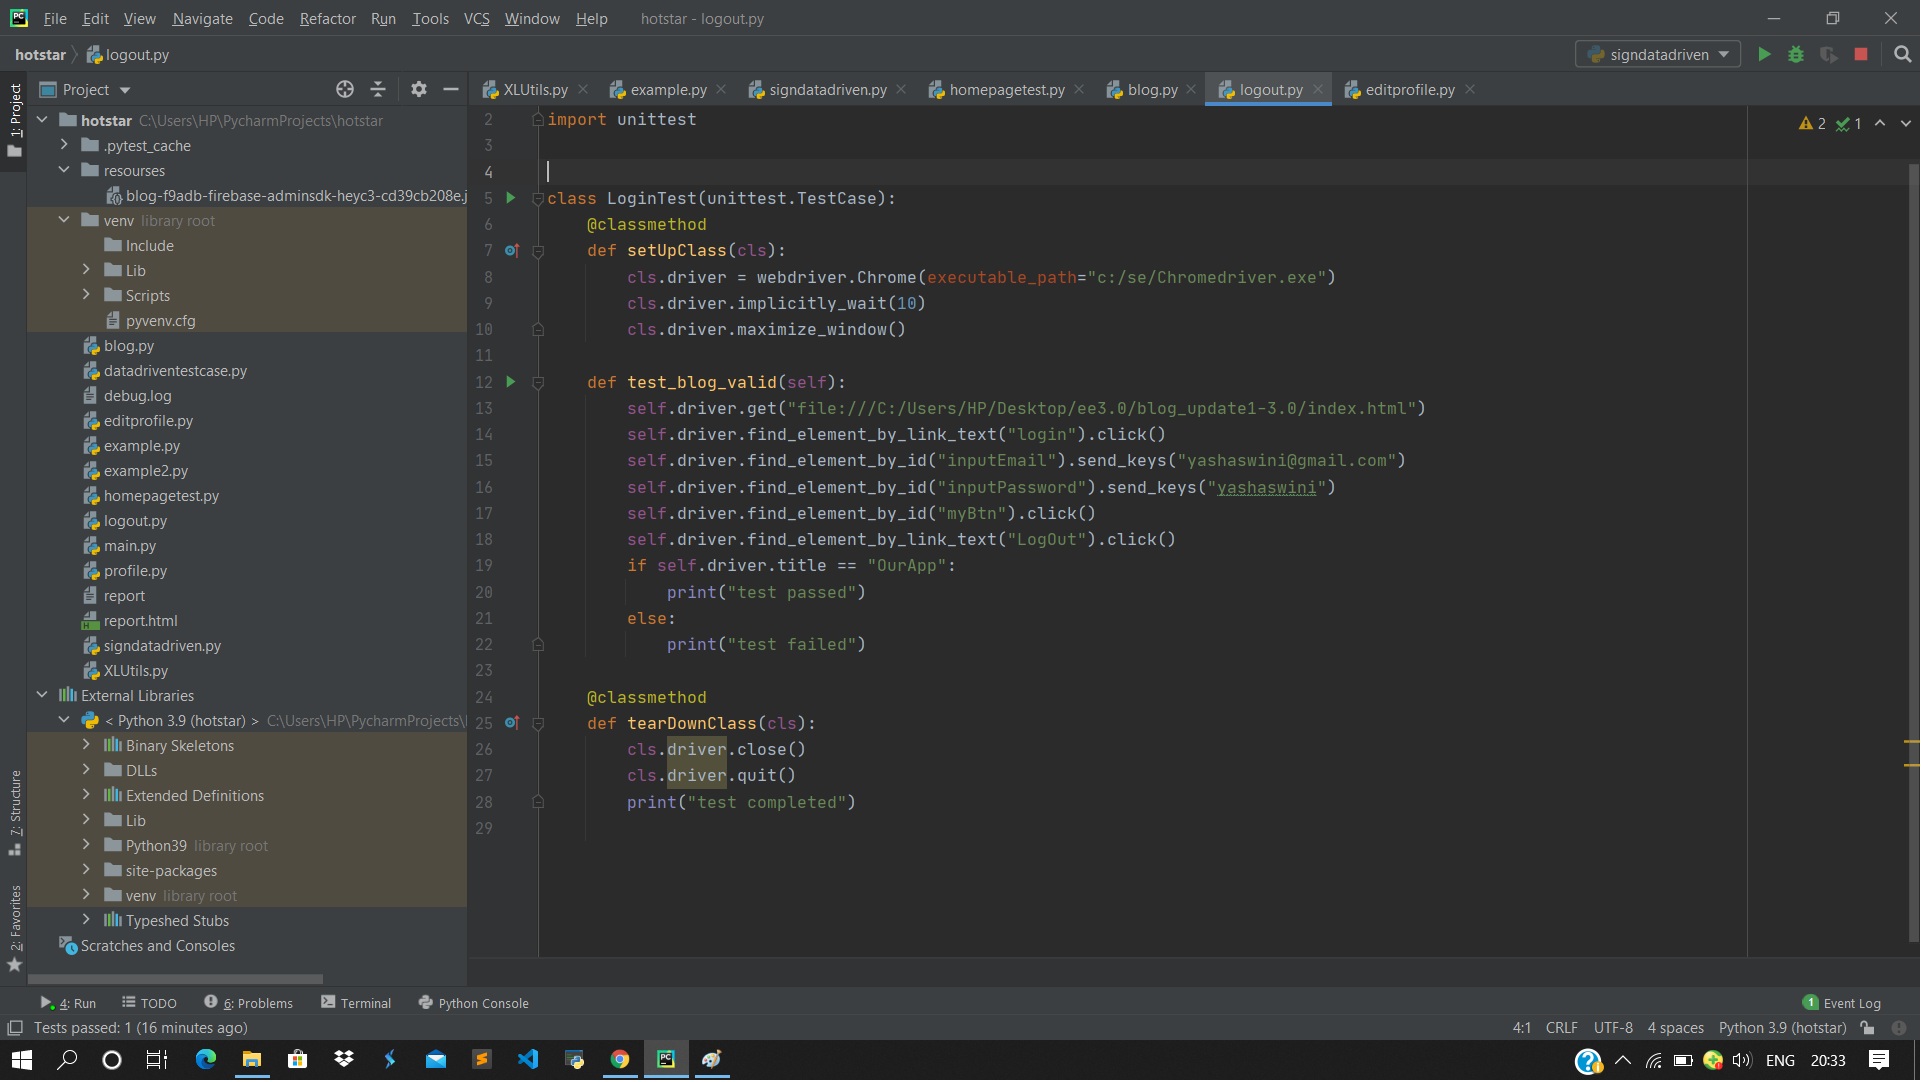 File Edit View Navigate Code Refactor Run Tools VCS Window Help hotstar - logout.py
hotstar logout.py signdatadriven
1: Project
Project
XLUtils.py example.py signdatadriven.py homepagetest.py blog.py logout.py editprofile.py
hotstar C:\Users\HP\PycharmProjects\hotstar
.pytest_cache
resourses
blog-f9adb-firebase-adminsdk-heyc3-cd39cb208e.j
venv library root
Include
Lib
Scripts
pyvenv.cfg
blog.py
datadriventestcase.py
debug.log
editprofile.py
example.py
example2.py
homepagetest.py
logout.py
main.py
profile.py
report
report.html
signdatadriven.py
XLUtils.py
External Libraries
< Python 3.9 (hotstar) > C:\Users\HP\PycharmProjects\
Binary Skeletons
DLLs
Extended Definitions
Lib
Python39 library root
site-packages
venv library root
Typeshed Stubs
Scratches and Consoles
7: Structure
2: Favorites
2 1
2 import unittest
3
4
5 class LoginTest(unittest.TestCase):
6 @classmethod
7 def setUpClass(cls):
8 cls.driver = webdriver.Chrome(executable_path="c:/se/Chromedriver.exe")
9 cls.driver.implicitly_wait(10)
10 cls.driver.maximize_window()
11
12 def test_blog_valid(self):
13 self.driver.get("file:///C:/Users/HP/Desktop/ee3.0/blog_update1-3.0/index.html")
14 self.driver.find_element_by_link_text("login").click()
15 self.driver.find_element_by_id("inputEmail").send_keys("yashaswini@gmail.com")
16 self.driver.find_element_by_id("inputPassword").send_keys("yashaswini")
17 self.driver.find_element_by_id("myBtn").click()
18 self.driver.find_element_by_link_text("LogOut").click()
19 if self.driver.title == "OurApp":
20 print("test passed")
21 else:
22 print("test failed")
23
24 @classmethod
25 def tearDownClass(cls):
26 cls.driver.close()
27 cls.driver.quit()
28 print("test completed")
29
4: Run TODO 6: Problems Terminal Python Console 1 Event Log
Tests passed: 1 (16 minutes ago) 4:1 CRLF UTF-8 4 spaces Python 3.9 (hotstar)
ENG 20:33